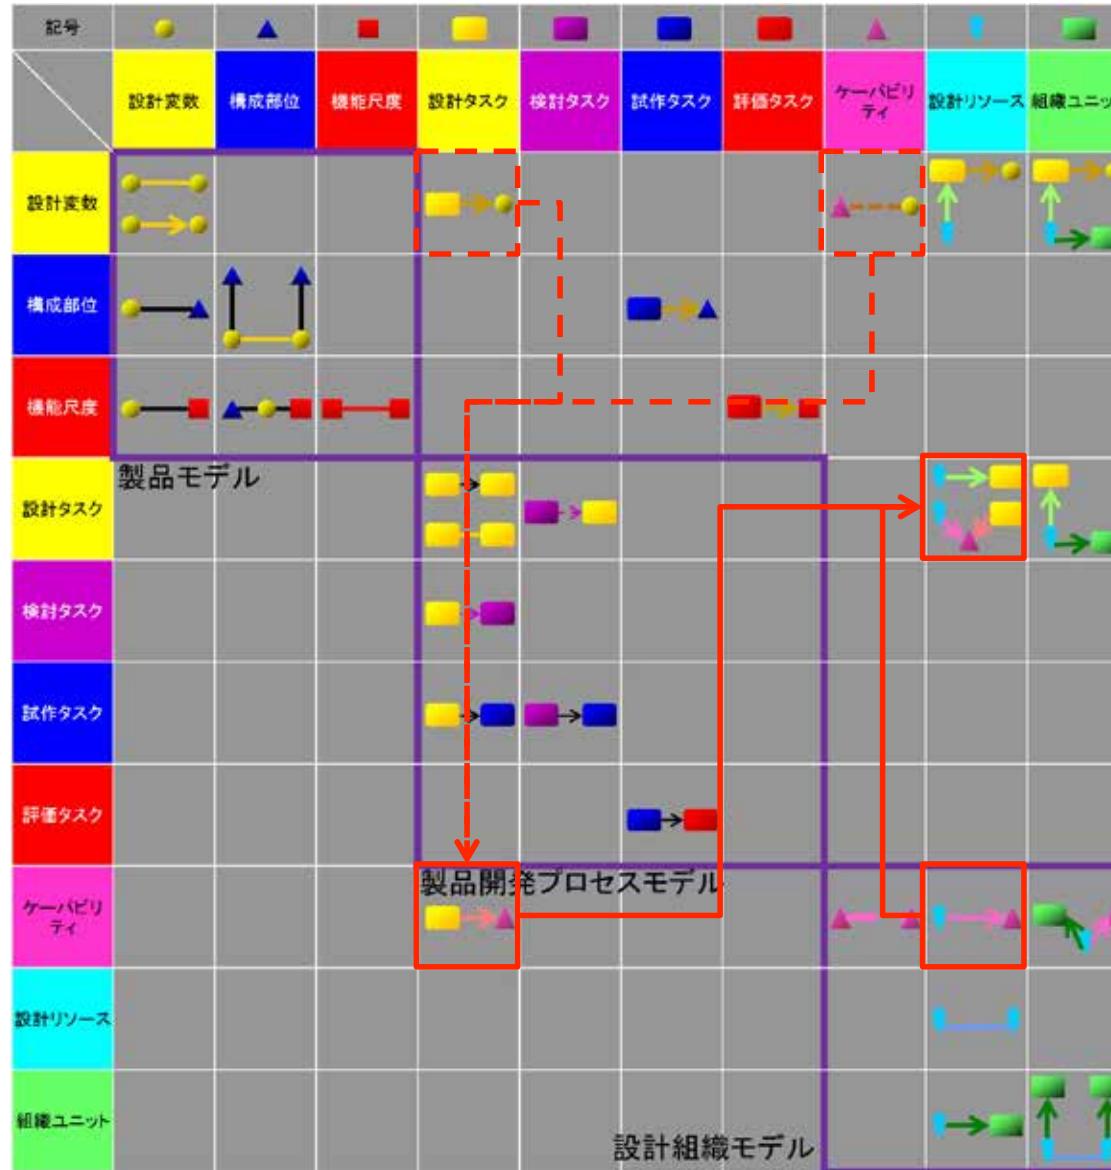 記号
設計変数 構成部位 機能尺度 設計タスク 検討タスク 試作タスク 評価タスク ケーパビリ 設計リソース 組織ユニッ
ティ
設計変数
構成部位
機能尺度
製品モデル
設計タスク
検討タスク
試作タスク
評価タスク
製品開発プロセスモデル
ケーパビリ
ティ
設計リソース
組織ユニット
設計組織モデル